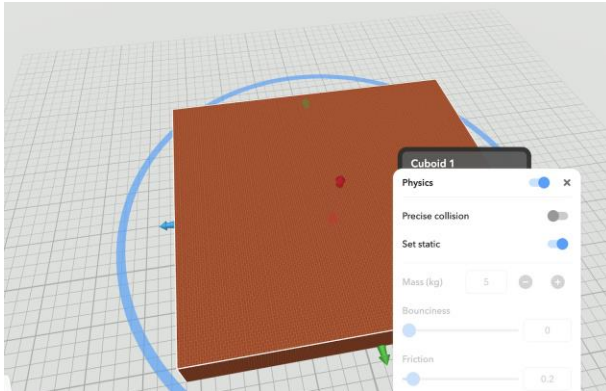 Cuboid 1
Physics
Precise collision
Set static
Mass (kg) 5
Bounciness
0
Friction
0.2